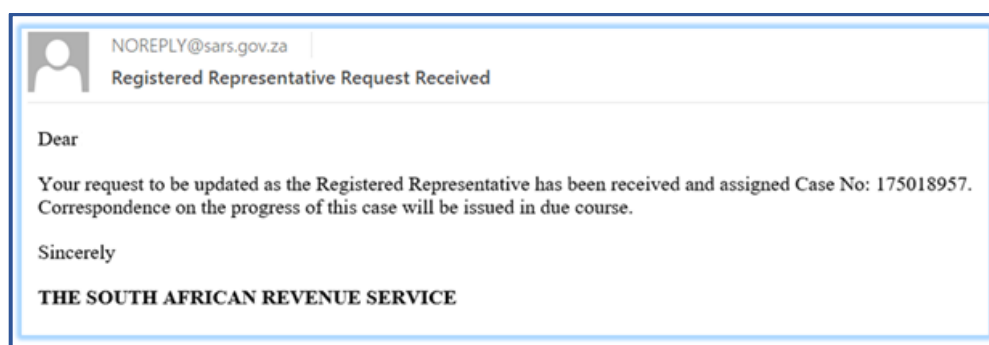 NOREPLY@sars.gov.za
Registered Representative Request Received
Dear
Your request to be updated as the Registered Representative has been received and assigned Case No: 175018957.
Correspondence on the progress of this case will be issued in due course.
Sincerely
THE SOUTH AFRICAN REVENUE SERVICE